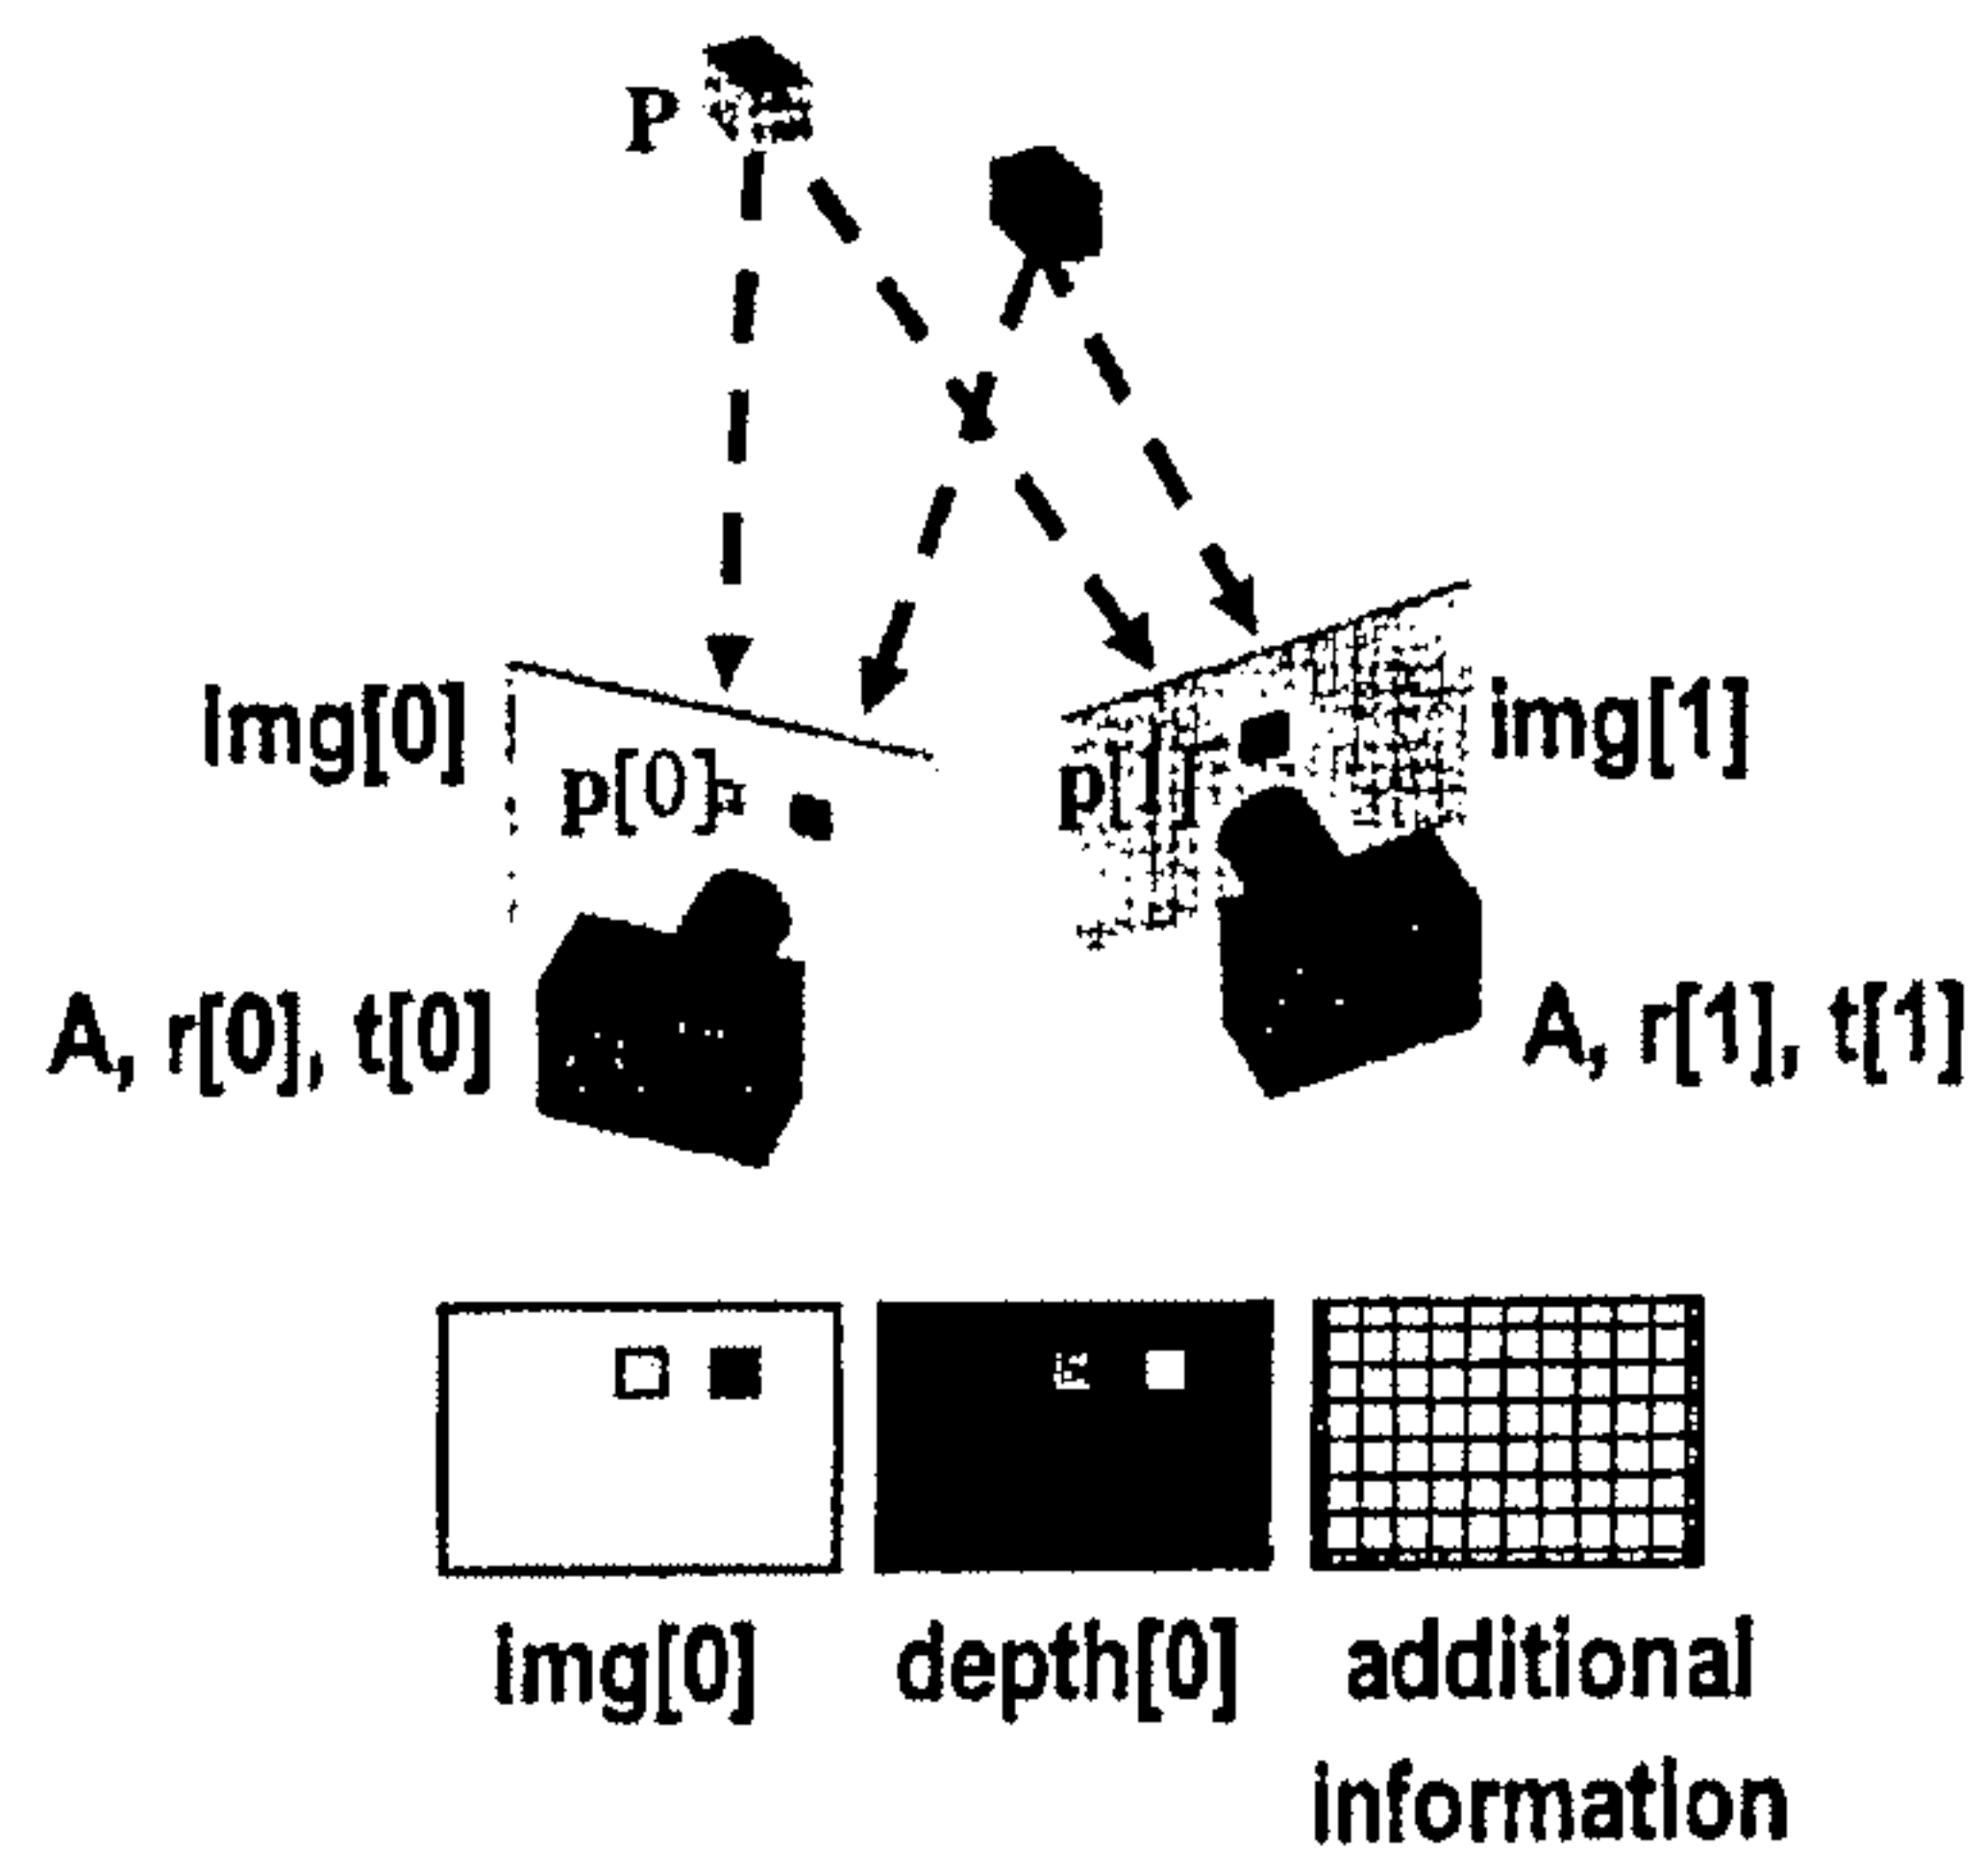 P
img[0]
img[1]
p[0]
p[1]
A, r[0], t[0]
A, r[1], t[1]
img[0]
depth[0]
additional
information